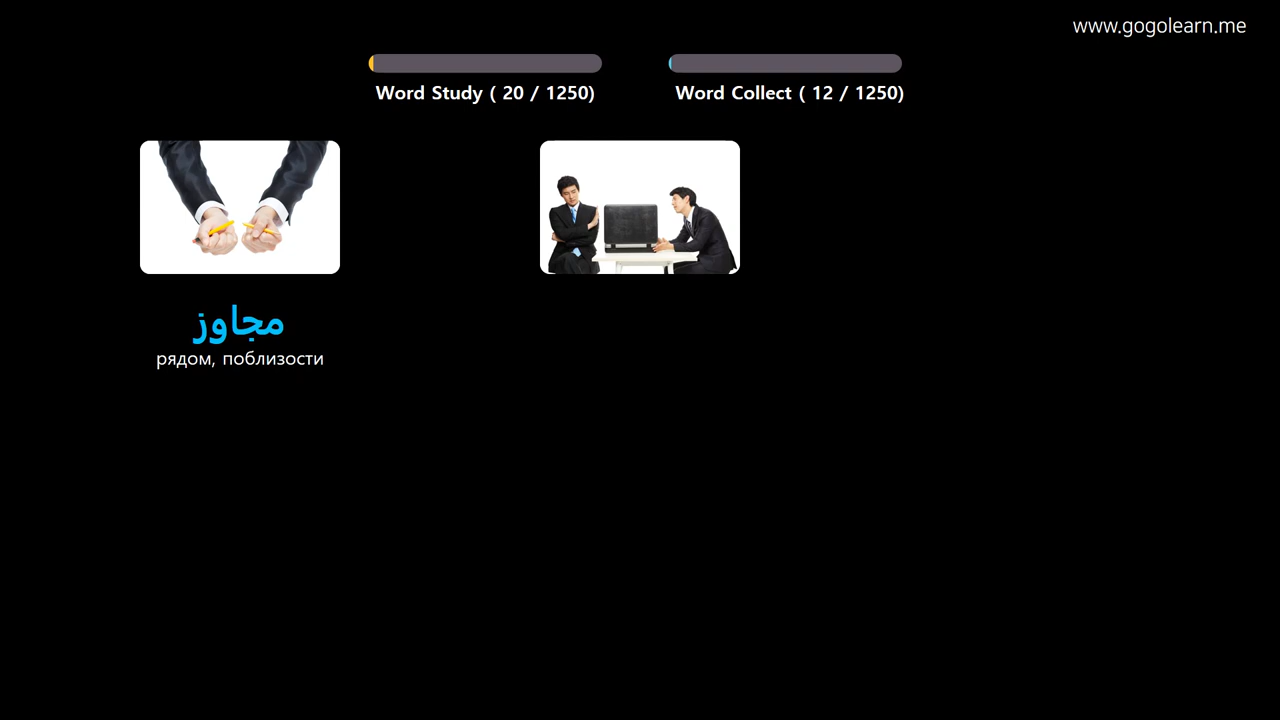 www.gogolearn.me
Word Study ( 20 / 1250)
Word Collect ( 12 / 1250)
مجاوز
рядом, поблизости